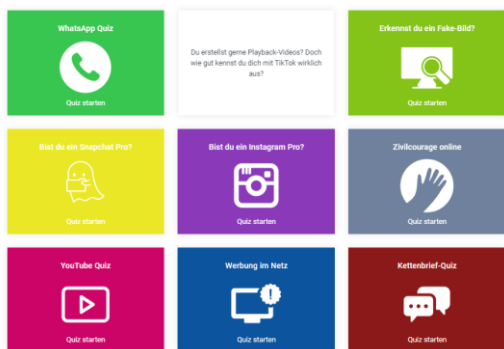 WhatsApp Quiz
Quiz starten
Du erstellst gerne Playback-Videos? Doch
wie gut kennst du dich mit TikTok wirklich
aus?
Erkennst du ein Fake-Bild?
Quiz starten
Bist du ein Snapchat Pro?
Quiz starten
Bist du ein Instagram Pro?
Quiz starten
Zivilcourage online
Quiz starten
YouTube Quiz
Quiz starten
Werbung im Netz
Quiz starten
Kettenbrief-Quiz
Quiz starten